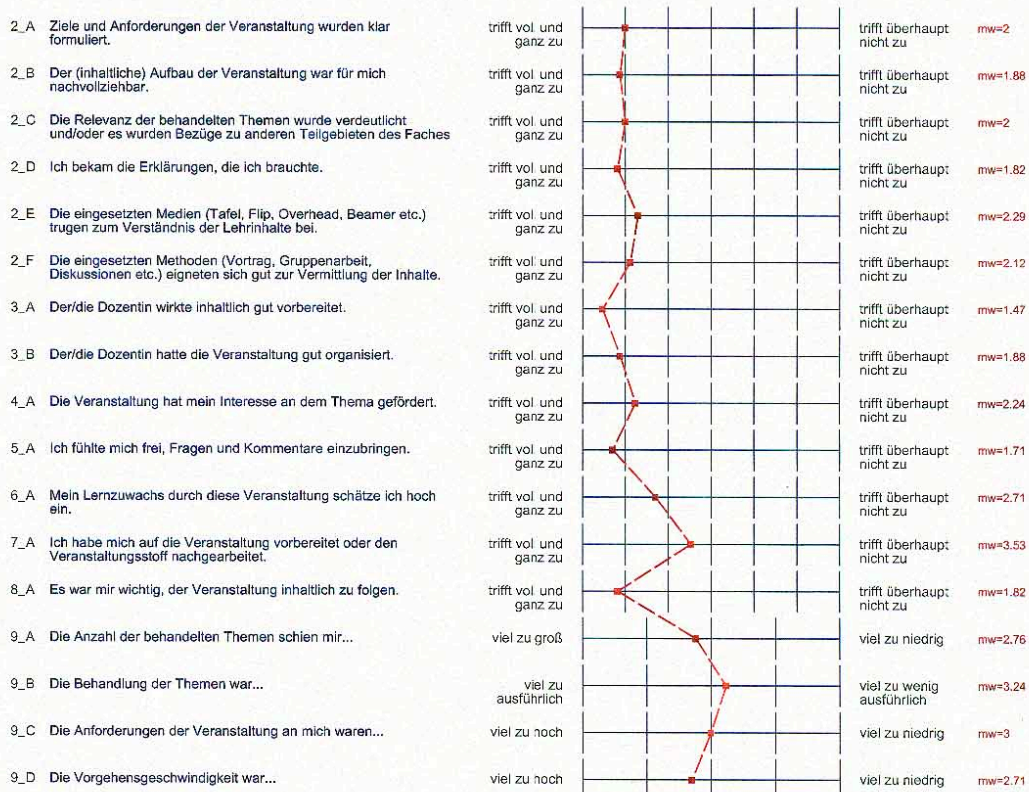 2_A Ziele und Anforderungen der Veranstaltung wurden klar formuliert. trifft vol und ganz zu trifft überhaupt nicht zu mw=2
2_B Der (inhaltliche) Aufbau der Veranstaltung war für mich nachvollziehbar. trifft vol und ganz zu trifft überhaupt nicht zu mw=1.88
2_C Die Relevanz der behandelten Themen wurde verdeutlicht und/oder es wurden Bezüge zu anderen Teilgebieten des Faches trifft vol und ganz zu trifft überhaupt nicht zu mw=2
2_D Ich bekam die Erklärungen, die ich brauchte. trifft vol und ganz zu trifft überhaupt nicht zu mw=1.82
2_E Die eingesetzten Medien (Tafel, Flip, Overhead, Beamer etc.) trugen zum Verständnis der Lehrinhalte bei. trifft vol und ganz zu trifft überhaupt nicht zu mw=2.29
2_F Die eingesetzten Methoden (Vortrag, Gruppenarbeit, Diskussionen etc.) eigneten sich gut zur Vermittlung der Inhalte. trifft vol und ganz zu trifft überhaupt nicht zu mw=2.12
3_A Der/die Dozentin wirkte inhaltlich gut vorbereitet. trifft vol und ganz zu trifft überhaupt nicht zu mw=1.47
3_B Der/die Dozentin hatte die Veranstaltung gut organisiert. trifft vol und ganz zu trifft überhaupt nicht zu mw=1.88
4_A Die Veranstaltung hat mein Interesse an dem Thema gefördert. trifft vol und ganz zu trifft überhaupt nicht zu mw=2.24
5_A Ich fühlte mich frei, Fragen und Kommentare einzubringen. trifft vol und ganz zu trifft überhaupt nicht zu mw=1.71
6_A Mein Lernzuwachs durch diese Veranstaltung schätze ich hoch ein. trifft vol und ganz zu trifft überhaupt nicht zu mw=2.71
7_A Ich habe mich auf die Veranstaltung vorbereitet oder den Veranstaltungsstoff nachgearbeitet. trifft vol und ganz zu trifft überhaupt nicht zu mw=3.53
8_A Es war mir wichtig, der Veranstaltung inhaltlich zu folgen. trifft vol und ganz zu trifft überhaupt nicht zu mw=1.82
9_A Die Anzahl der behandelten Themen schien mir... viel zu groß viel zu niedrig mw=2.76
9_B Die Behandlung der Themen war... viel zu ausführlich viel zu wenig ausführlich mw=3.24
9_C Die Anforderungen der Veranstaltung an mich waren... viel zu hoch viel zu niedrig mw=3
9_D Die Vorgehensgeschwindigkeit war... viel zu hoch viel zu niedrig mw=2.71